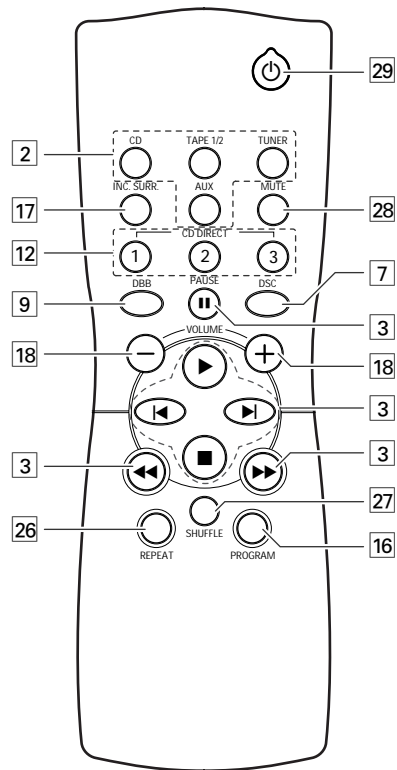 29
CD TAPE 1/2 TUNER
2
INC. SURR. AUX MUTE
17
28
CD DIRECT
12
1 2 3
7
DBB PAUSE DSC
9
3
VOLUME
18
18
3
3
3
27
26
SHUFFLE
16
REPEAT PROGRAM